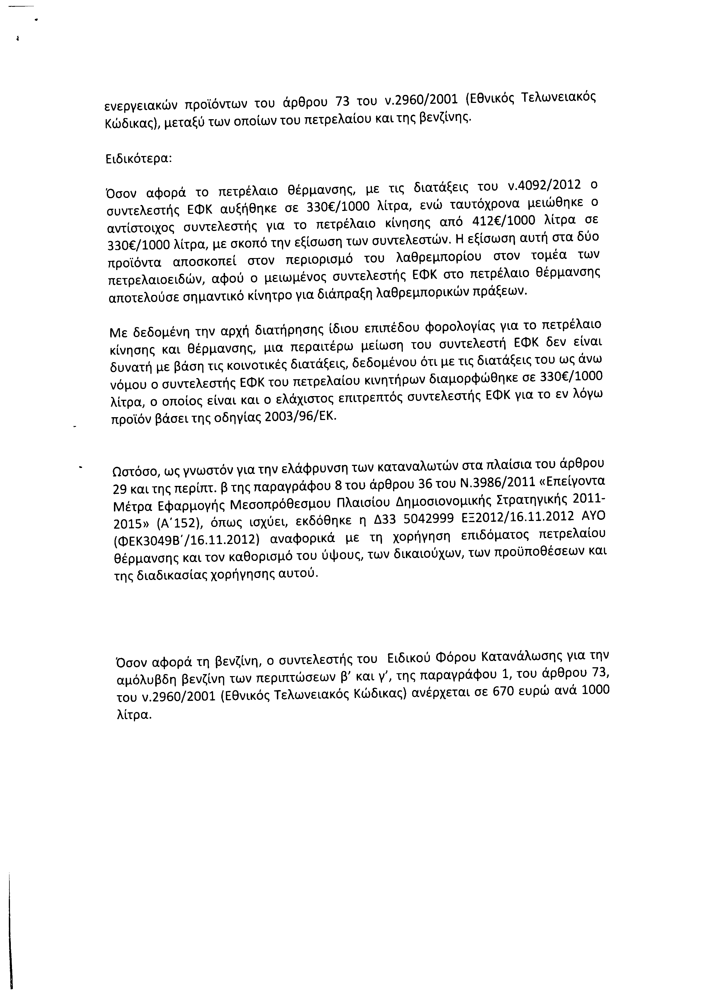 ενεργειακών προϊόντων του άρθρου 73 του ν.2960/2001 (Εθνικός Τελωνειακός
Κώδικας), μεταξύ των οποίων του πετρελαίου και της βενζίνης.
Ειδικότερα:
Όσον αφορά το πετρέλαιο θέρμανσης, με τις διατάξεις του ν.4092/2012 ο
συντελεστής ΕΦΚ αυξήθηκε σε 330€/1000 λίτρα, ενώ ταυτόχρονα μειώθηκε ο
αντίστοιχος συντελεστής για το πετρέλαιο κίνησης από 412€/1000 λίτρα σε
330€/1000 λίτρα, με σκοπό την εξίσωση των συντελεστών. Η εξίσωση αυτή στα δύο
προϊόντα αποσκοπεί στον περιορισμό του λαθρεμπορίου στον τομέα των
πετρελαιοειδών, αφού ο μειωμένος συντελεστής ΕΦΚ στο πετρέλαιο θέρμανσης
αποτελούσε σημαντικό κίνητρο για διάπραξη λαθρεμπορικών πράξεων.
Με δεδομένη την αρχή διατήρησης ίδιου επιπέδου φορολογίας για το πετρέλαιο
κίνησης και θέρμανσης, μια περαιτέρω μείωση του συντελεστή ΕΦΚ δεν είναι
δυνατή με βάση τις κοινοτικές διατάξεις, δεδομένου ότι με τις διατάξεις του ως άνω
νόμου ο συντελεστής ΕΦΚ του πετρελαίου κινητήρων διαμορφώθηκε σε 330€/1000
λίτρα, ο οποίος είναι και ο ελάχιστος επιτρεπτός συντελεστής ΕΦΚ για το εν λόγω
προϊόν βάσει της οδηγίας 2003/96/ΕΚ.
Ωστόσο, ως γνωστόν για την ελάφρυνση των καταναλωτών στα πλαίσια του άρθρου
29 και της περίπτ. β της παραγράφου 8 του άρθρου 36 του Ν.3986/2011 «Επείγοντα
Μέτρα Εφαρμογής Μεσοπρόθεσμου Πλαισίου Δημοσιονομικής Στρατηγικής 2011-
2015» (Α΄152), όπως ισχύει, εκδόθηκε η Δ33 5042999 ΕΞ2012/16.11.2012 ΑΥΟ
(ΦΕΚ3049Β΄/16.11.2012) αναφορικά με τη χορήγηση επιδόματος πετρελαίου
θέρμανσης και τον καθορισμό του ύψους, των δικαιούχων, των προϋποθέσεων και
της διαδικασίας χορήγησης αυτού.
Όσον αφορά τη βενζίνη, ο συντελεστής του Ειδικού Φόρου Κατανάλωσης για την
αμόλυβδη βενζίνη των περιπτώσεων β’ και γ’, της παραγράφου 1, του άρθρου 73,
του ν.2960/2001 (Εθνικός Τελωνειακός Κώδικας) ανέρχεται σε 670 ευρώ ανά 1000
λίτρα.